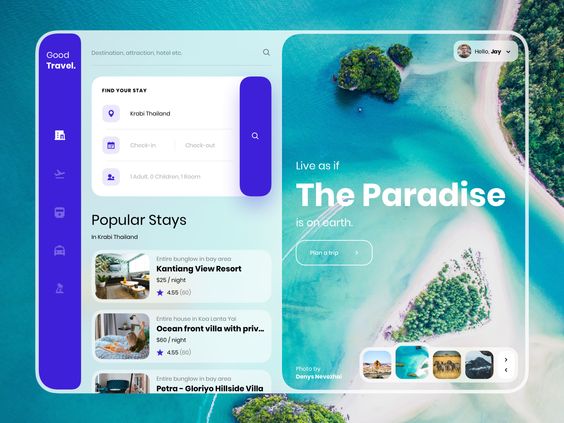 Good
Travel.
Destination, attraction, hotel etc.
FIND YOUR STAY
Krabi Thailand
Check-in
Check-out
1 Adult, 0 Children, 1 Room
Popular Stays
In Krabi Thailand
Entire bunglow in bay area
Kantiang View Resort
$25 / night
4.55 (60)
Entire house in Koa Lanta Yai
Ocean front villa with priv...
$60 / night
4.55 (60)
Entire bunglow in bay area
Petra - Gloriyo Hillside Villa
Hello, Jay
Live as if
The Paradise
is on earth.
Plan a trip
Photo by
Denys Nevozhai